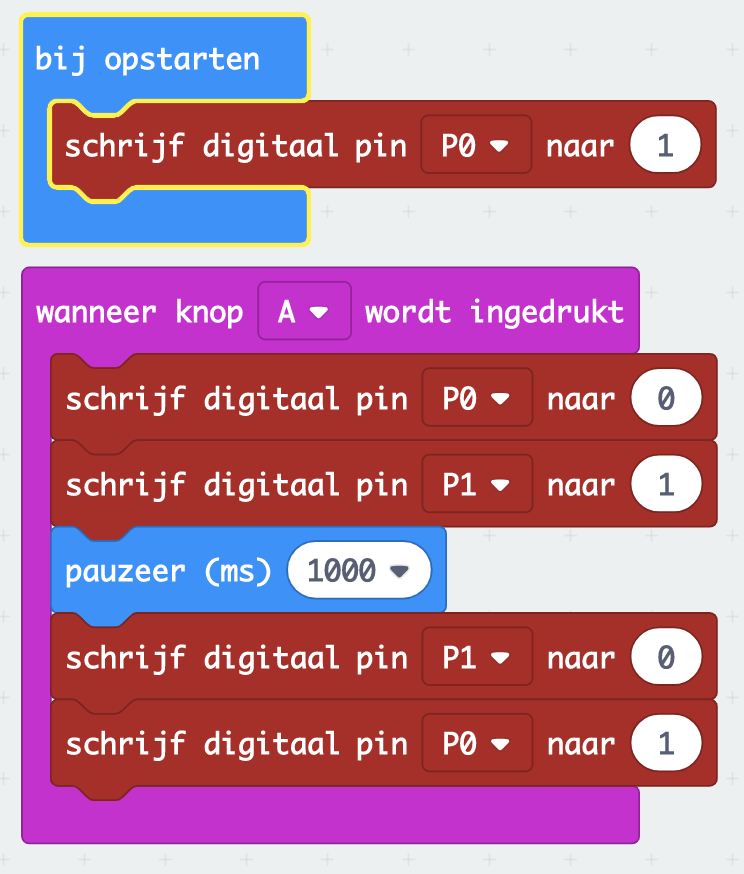 bij opstarten
schrijf digitaal pin P0 naar 1
wanneer knop A wordt ingedrukt
schrijf digitaal pin P0 naar 0
schrijf digitaal pin P1 naar 1
pauzeer (ms) 1000
schrijf digitaal pin P1 naar 0
schrijf digitaal pin P0 naar 1